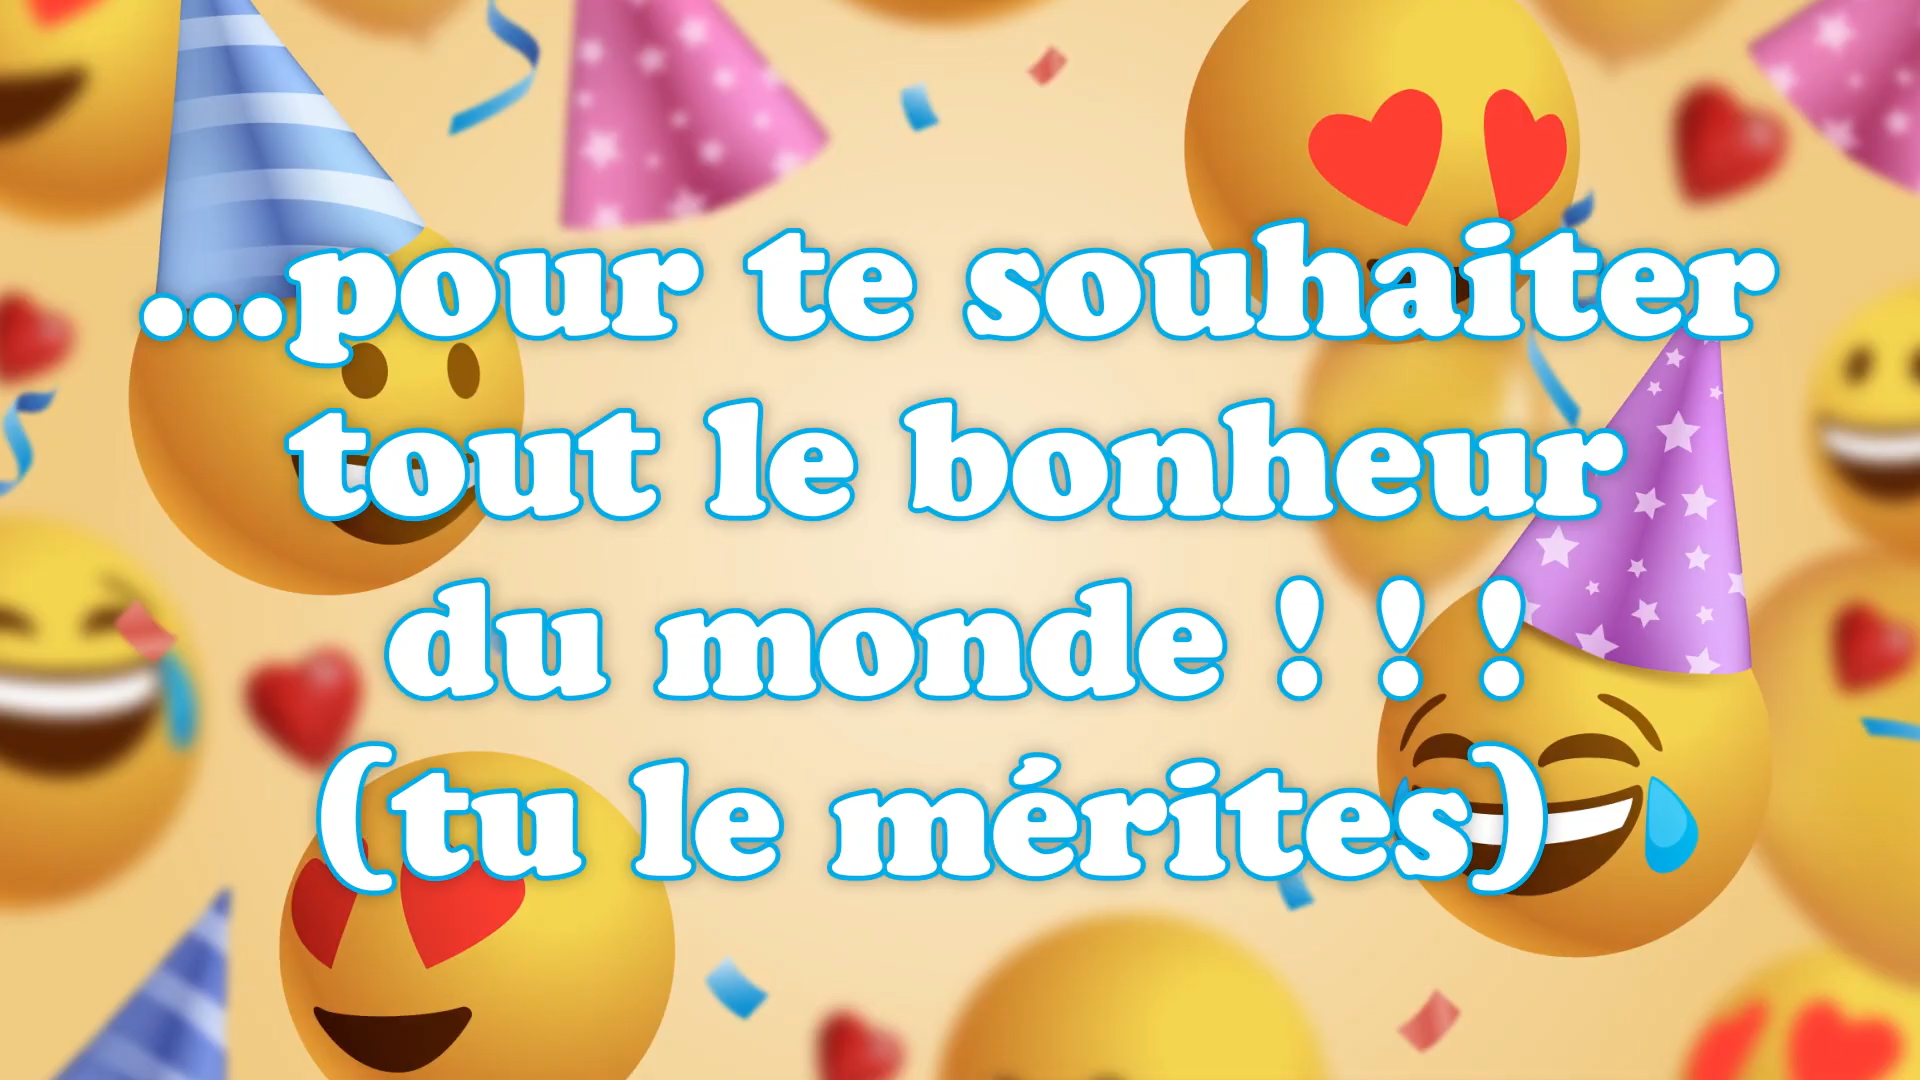 ...pour te souhaiter
tout le bonheur
du monde ! ! !
(tu le mérites)